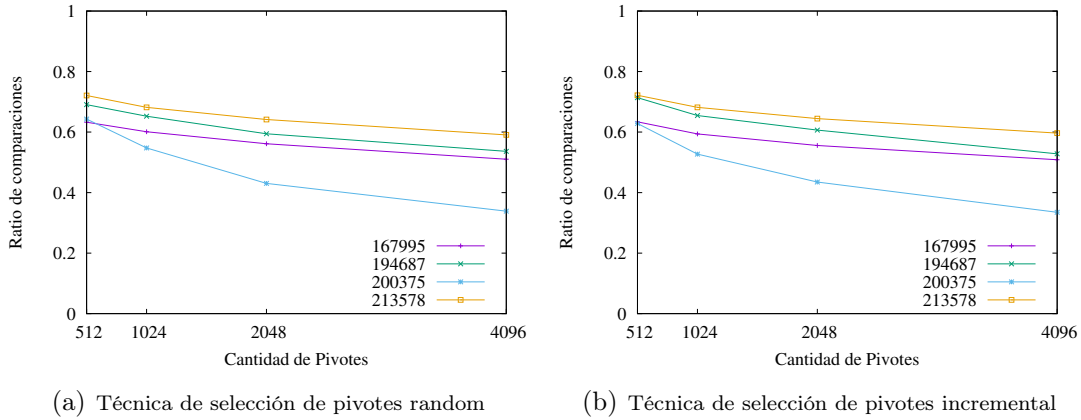 1
0.8
0.6
0.4
0.2
0
Ratio de comparaciones
167995
194687
200375
213578
512 1024 2048 4096
Cantidad de Pivotes
(a) Técnica de selección de pivotes random
1
0.8
0.6
0.4
0.2
0
Ratio de comparaciones
167995
194687
200375
213578
512 1024 2048 4096
Cantidad de Pivotes
(b) Técnica de selección de pivotes incremental